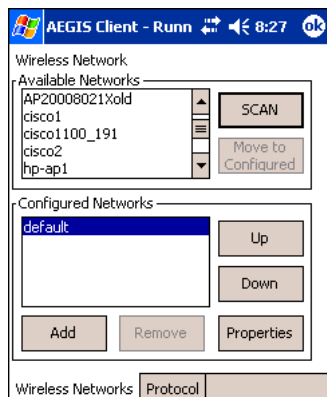 AEGIS Client - Runn 8:27 ok
Wireless Network
Available Networks
AP20008021Xold
cisco1
cisco1100_191
cisco2
hp-ap1
SCAN
Move to
Configured
Configured Networks
default
Up
Down
Add Remove Properties
Wireless Networks Protocol